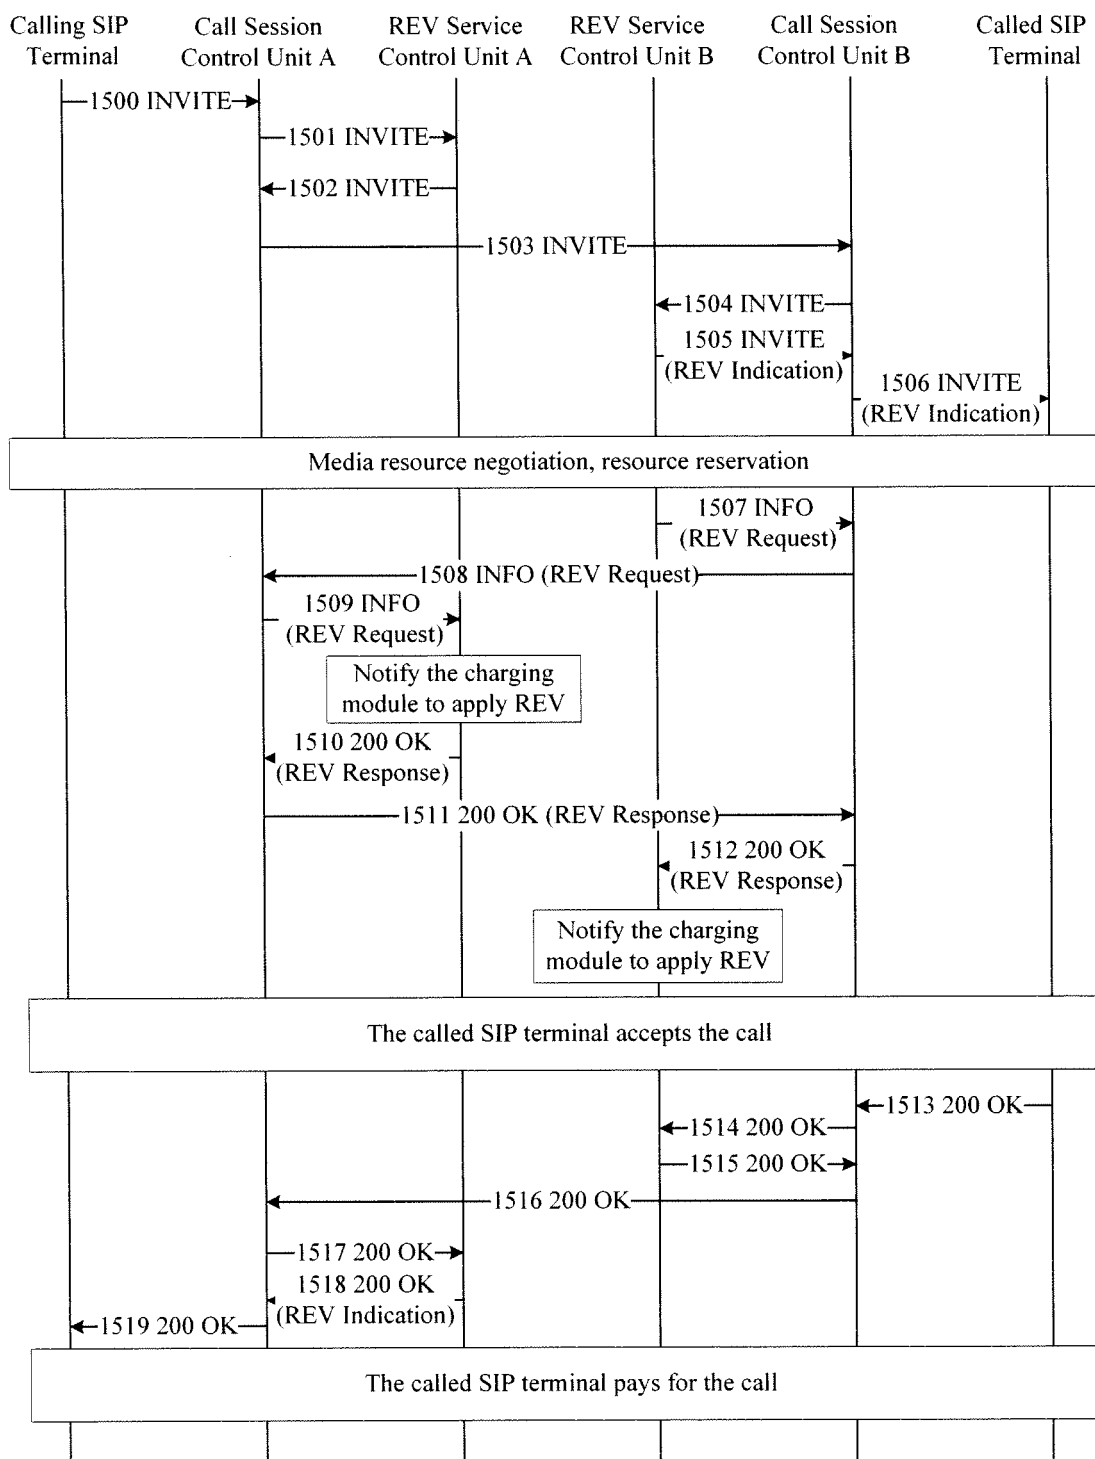 Calling SIP Terminal
Call Session Control Unit A
REV Service Control Unit A
REV Service Control Unit B
Call Session Control Unit B
Called SIP Terminal
1500 INVITE
1501 INVITE
1502 INVITE
1503 INVITE
1504 INVITE
1505 INVITE
(REV Indication)
1506 INVITE
(REV Indication)
Media resource negotiation, resource reservation
1507 INFO
(REV Request)
1508 INFO (REV Request)
1509 INFO
(REV Request)
Notify the charging
module to apply REV
1510 200 OK
(REV Response)
1511 200 OK (REV Response)
1512 200 OK
(REV Response)
Notify the charging
module to apply REV
The called SIP terminal accepts the call
1513 200 OK
1514 200 OK
1515 200 OK
1516 200 OK
1517 200 OK
1518 200 OK
(REV Indication)
1519 200 OK
The called SIP terminal pays for the call